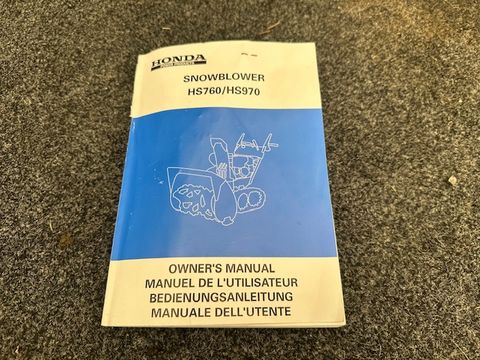 HONDA
POWER PRODUCTS
SNOWBLOWER
HS760/HS970
OWNER'S MANUAL
MANUEL DE L'UTILISATEUR
BEDIENUNGSANLEITUNG
MANUALE DELL'UTENTE